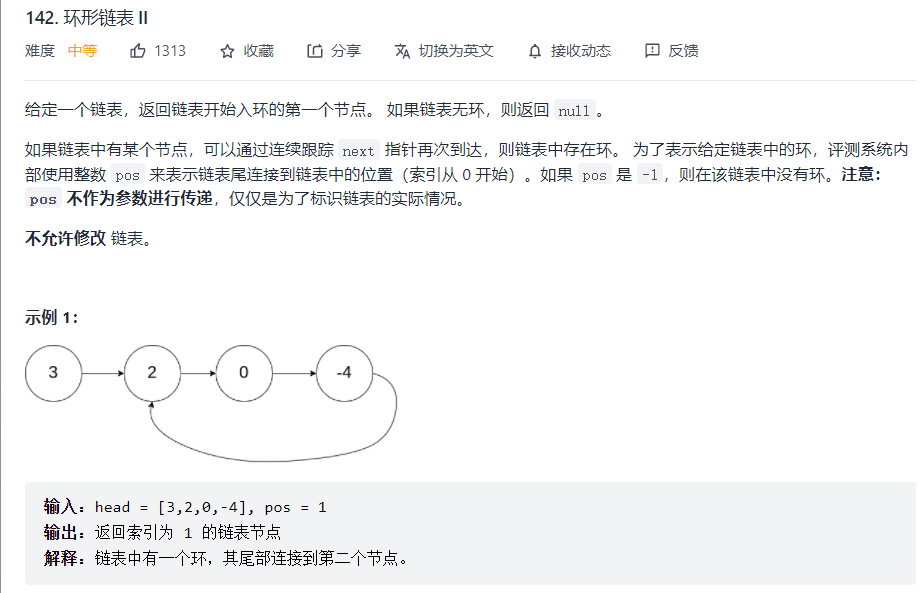 142. 环形链表 II
难度 中等 1313 收藏 分享 切换为英文 接收动态 反馈
给定一个链表，返回链表开始入环的第一个节点。 如果链表无环，则返回 null 。
如果链表中有某个节点，可以通过连续跟踪 next 指针再次到达，则链表中存在环。 为了表示给定链表中的环，评测系统内
部使用整数 pos 来表示链表尾连接到链表中的位置（索引从 0 开始）。如果 pos 是 -1，则在该链表中没有环。注意：
pos 不作为参数进行传递，仅仅是为了标识链表的实际情况。
不允许修改 链表。
示例 1：
3 2 0 -4
输入：head = [3,2,0,-4], pos = 1
输出：返回索引为 1 的链表节点
解释：链表中有一个环，其尾部连接到第二个节点。